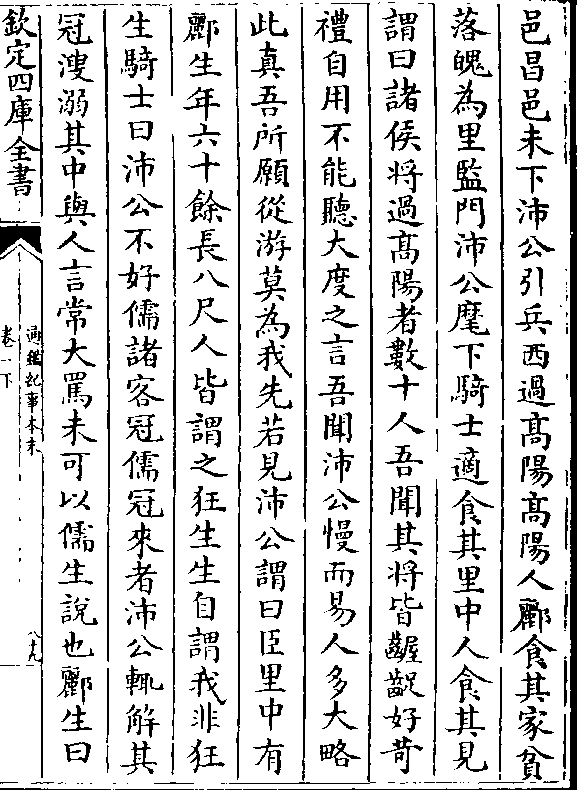 邑昌邑未下沛公引兵西過髙陽髙陽人酈食其家貧
落魄為里監門沛公麾下騎士適食其里中人食其見
謂曰諸侯將過髙陽者數十人吾聞其將皆齷齪好苛
禮自用不能聽大度之言吾聞沛公慢而易人多大略
此真吾所願從游莫為我先若見沛公謂曰臣里中有
酈生年六十餘長八尺人皆謂之狂生生自謂我非狂
生騎士曰沛公不好儒諸客冠儒冠來者沛公輒解其
冠溲溺其中與人言常大罵未可以儒生說也酈生曰
欽定四庫全書
通鑑紀事本末
卷一下